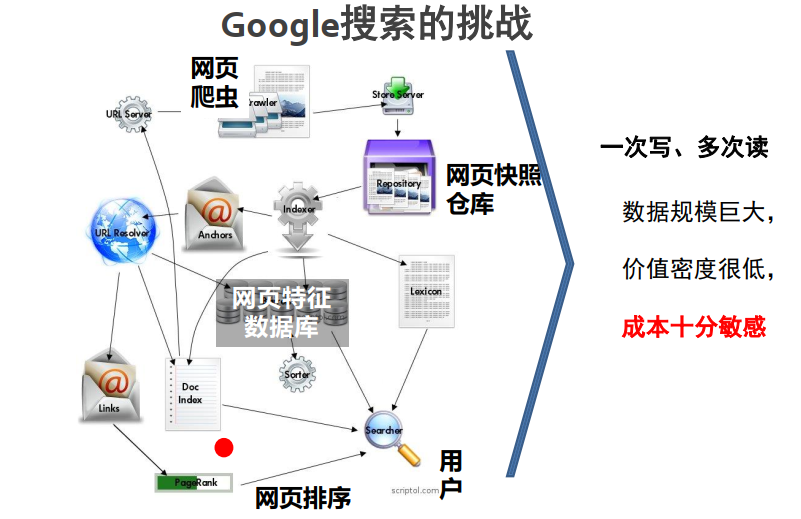 Google搜索的挑战
网页
爬虫
Crawler
Store Server
URL Server
Repository
网页快照
仓库
一次写、多次读
数据规模巨大，
价值密度很低，
成本十分敏感
Indexer
Anchors
URL Resolver
网页特征
数据库
Lexicon
Sorter
Doc
Index
Links
Searcher
用
户
PageRank
网页排序
scriptol.com